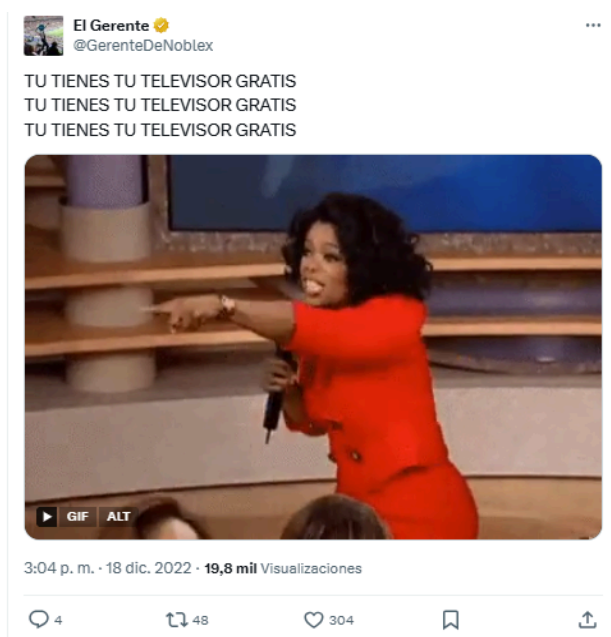 El Gerente
@GerenteDeNoblex
TU TIENES TU TELEVISOR GRATIS
TU TIENES TU TELEVISOR GRATIS
TU TIENES TU TELEVISOR GRATIS
GIF ALT
3:04 p. m. · 18 dic. 2022 · 19,8 mil Visualizaciones
4 48 304